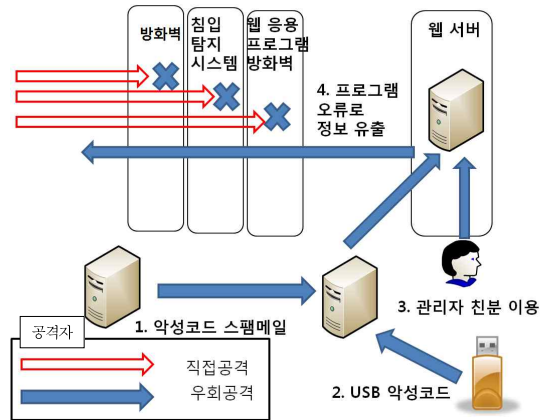 방화벽
침입
탐지
시스템
웹 응용
프로그램
방화벽
웹 서버
4. 프로그램
오류로
정보 유출
3. 관리자 친분 이용
1. 악성코드 스팸메일
공격자
직접공격
우회공격
2. USB 악성코드